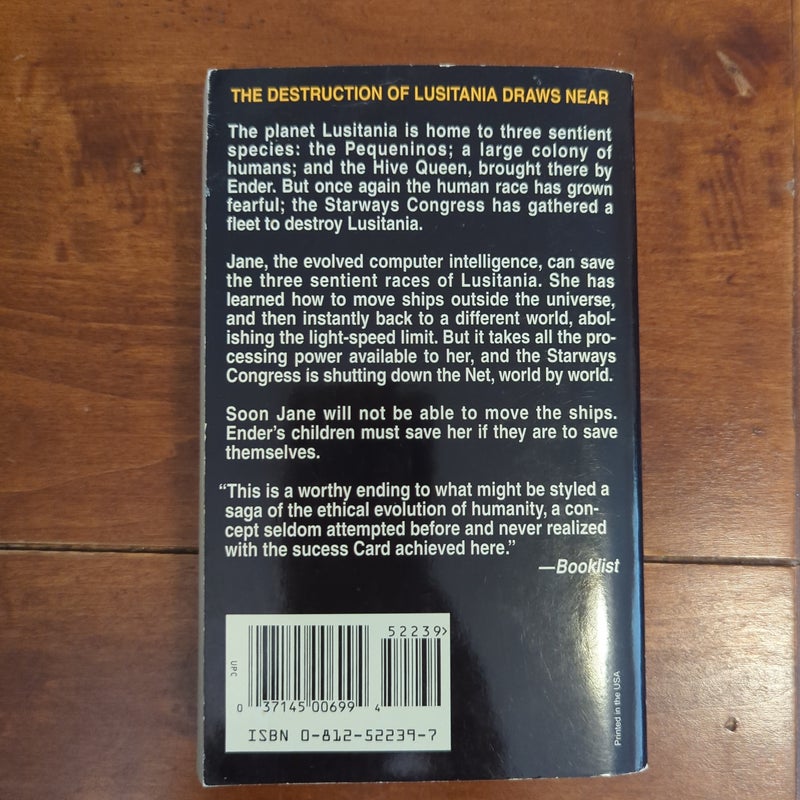 THE DESTRUCTION OF LUSITANIA DRAWS NEAR
The planet Lusitania is home to three sentient
species: the Pequeninos; a large colony of
humans; and the Hive Queen, brought there by
Ender. But once again the human race has grown
fearful; the Starways Congress has gathered a
fleet to destroy Lusitania.
Jane, the evolved computer intelligence, can save
the three sentient races of Lusitania. She has
learned how to move ships outside the universe,
and then instantly back to a different world, abol-
ishing the light-speed limit. But it takes all the pro-
cessing power available to her, and the Starways
Congress is shutting down the Net, world by world.
Soon Jane will not be able to move the ships.
Ender's children must save her if they are to save
themselves.
“This is a worthy ending to what might be styled a
saga of the ethical evolution of humanity, a con-
cept seldom attempted before and never realized
with the sucess Card achieved here.”
—Booklist
52239>
UPC
0 37145 00699 4
ISBN 0-812-52239-7
Printed in the USA